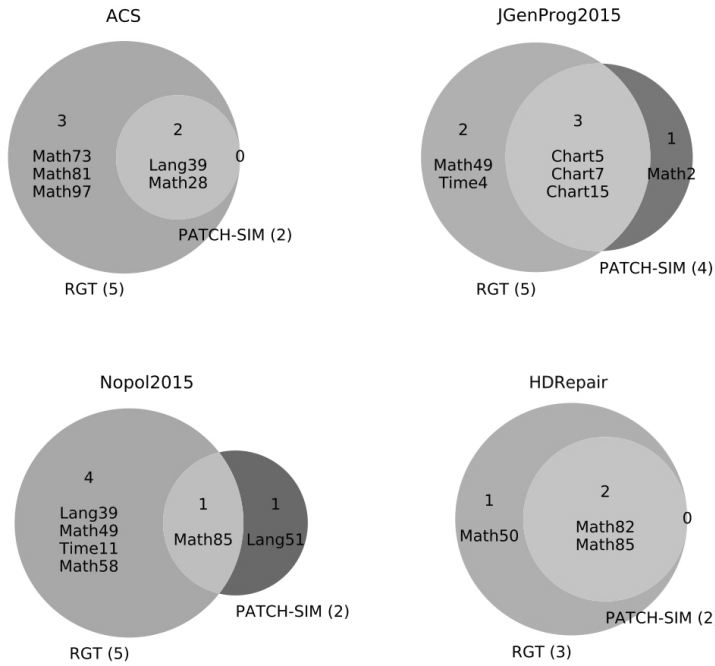 ACS
3
Math73
Math81
Math97
2
Lang39
Math28
0
PATCH-SIM (2)
RGT (5)
JGenProg2015
2
Math49
Time4
3
Chart5
Chart7
Chart15
1
Math2
PATCH-SIM (4)
RGT (5)
Nopol2015
4
Lang39
Math49
Time11
Math58
1
Math85
1
Lang51
PATCH-SIM (2)
RGT (5)
HDRepair
1
Math50
2
Math82
Math85
0
PATCH-SIM (2
RGT (3)